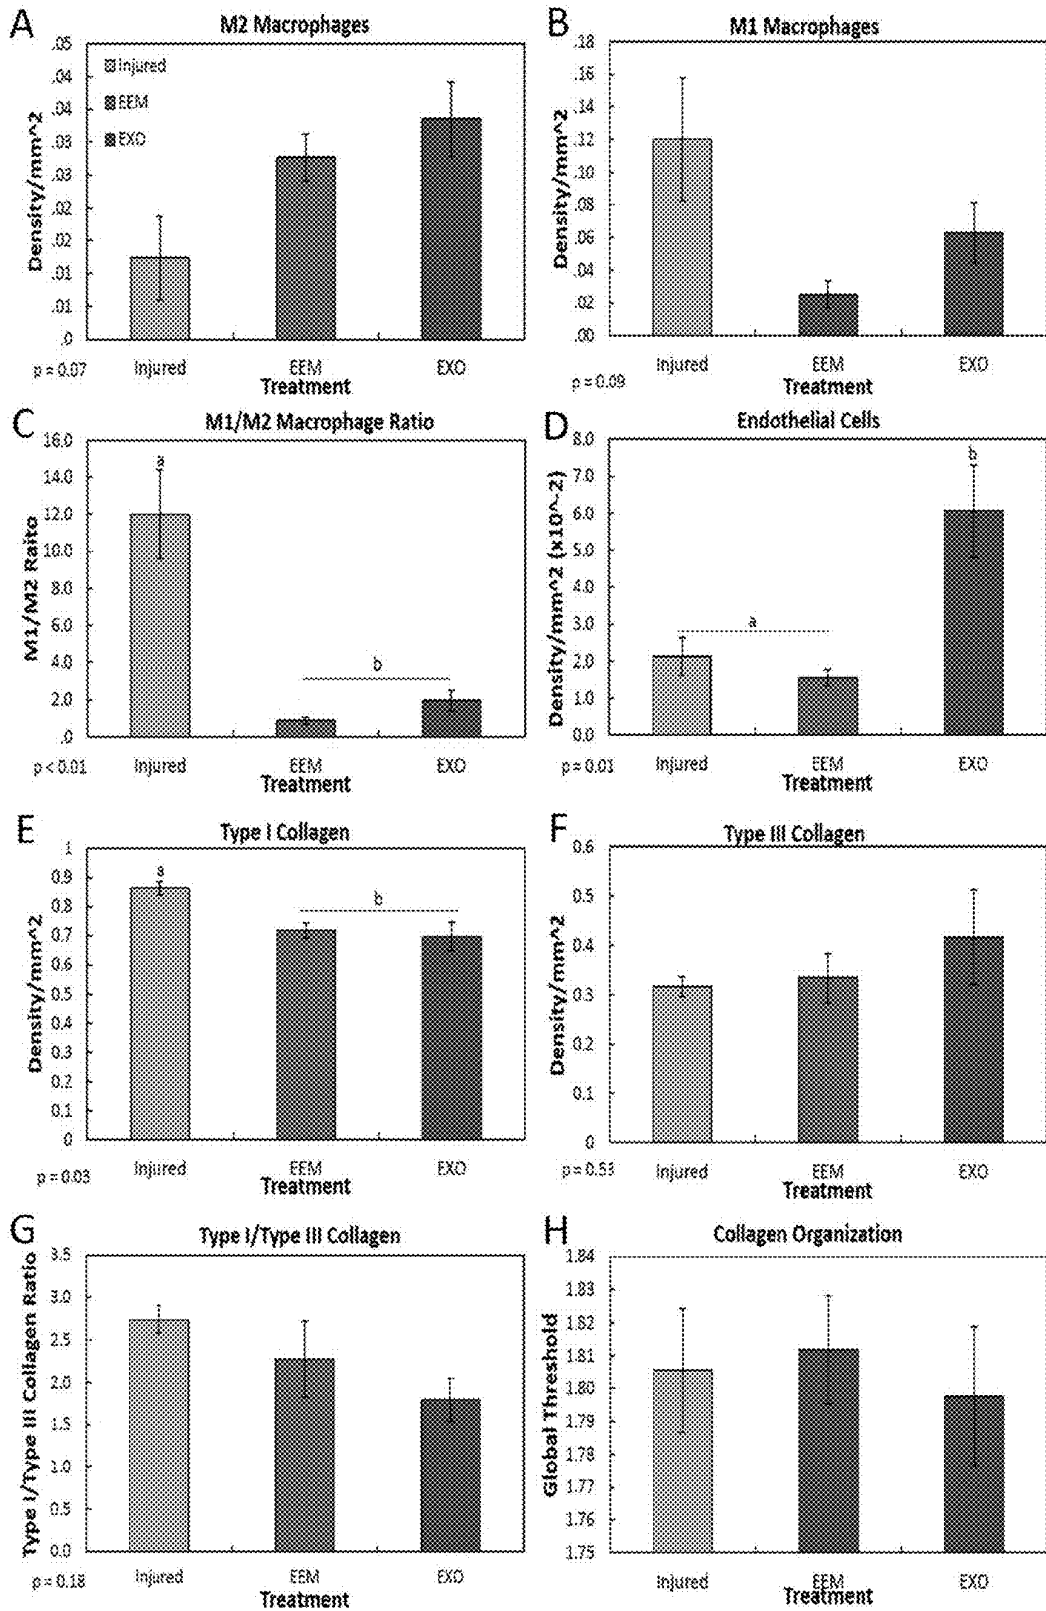 A
M2 Macrophages
.05
.04
.04
.03
.03
.02
.02
.01
.01
.0
Density/mm^2
Injured
EEM
EXO
Injured
EEM
EXO
p = 0.07
Treatment
B
M1 Macrophages
.18
.16
.14
.12
.10
.08
.06
.04
.02
.00
Density/mm^2
Injured
EEM
EXO
p = 0.09
Treatment
C
M1/M2 Macrophage Ratio
16.0
14.0
12.0
10.0
8.0
6.0
4.0
2.0
.0
M1/M2 Raito
a
b
Injured
EEM
EXO
p < 0.01
Treatment
D
Endothelial Cells
8.0
7.0
6.0
5.0
4.0
3.0
2.0
1.0
0.0
Density/mm^2 (x10^-2)
a
b
Injured
EEM
EXO
p = 0.01
Treatment
E
Type I Collagen
1
0.9
0.8
0.7
0.6
0.5
0.4
0.3
0.2
0.1
0
Density/mm^2
a
b
Injured
EEM
EXO
p = 0.03
Treatment
F
Type III Collagen
0.6
0.5
0.4
0.3
0.2
0.1
0
Density/mm^2
Injured
EEM
EXO
p = 0.53
Treatment
G
Type I/Type III Collagen
3.5
3.0
2.5
2.0
1.5
1.0
0.5
0.0
Type I/Type III Collagen Ratio
Injured
EEM
EXO
p = 0.18
Treatment
H
Collagen Organization
1.84
1.83
1.82
1.81
1.80
1.79
1.78
1.77
1.76
1.75
Global Threshold
Injured
EEM
EXO
Treatment